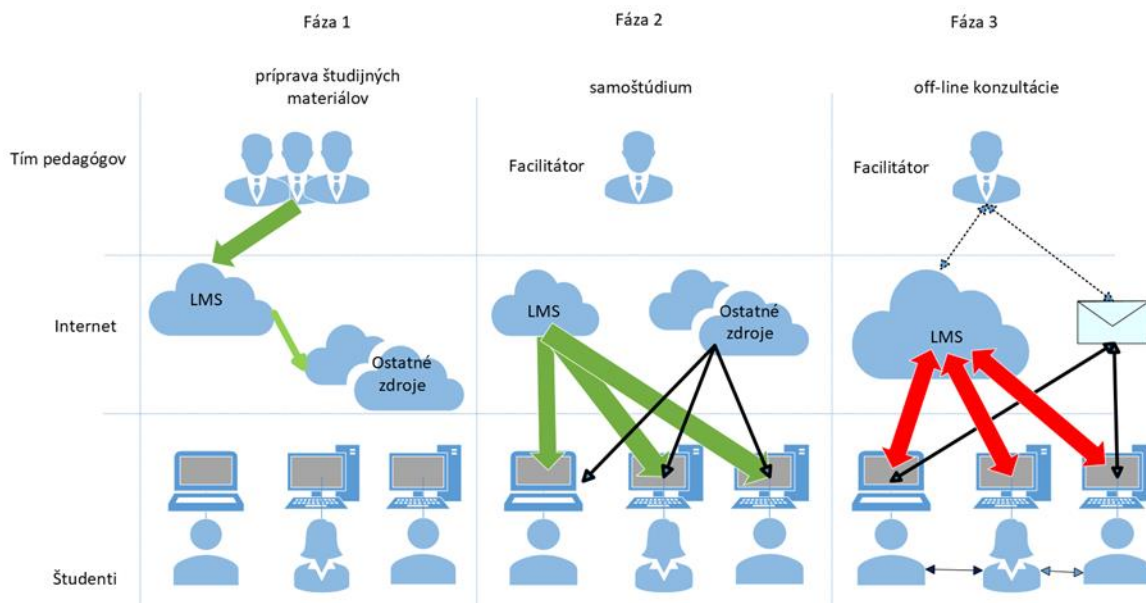 Fáza 1
Fáza 2
Fáza 3
príprava študijných
materiálov
samoštúdium
off-line konzultácie
Tím pedagógov
Facilitátor
Facilitátor
Internet
LMS
Ostatné
zdroje
LMS
Ostatné
zdroje
LMS
Študenti